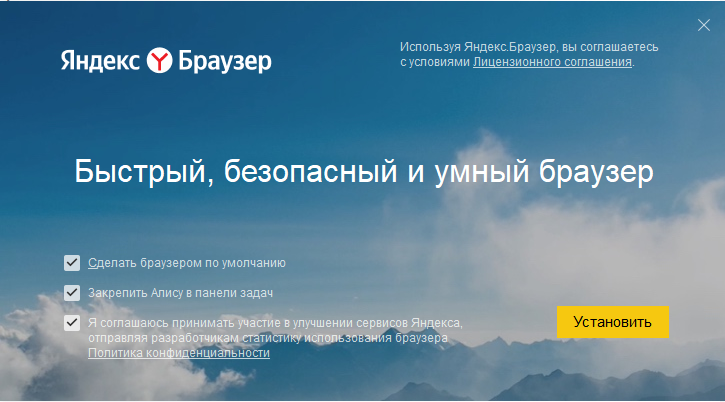 Яндекс Браузер
Используя Яндекс.Браузер, вы соглашаетесь
с условиями Лицензионного соглашения.
Быстрый, безопасный и умный браузер
Сделать браузером по умолчанию
Закрепить Алису в панели задач
Я соглашаюсь принимать участие в улучшении сервисов Яндекса,
отправляя разработчикам статистику использования браузера
Политика конфиденциальности
Установить